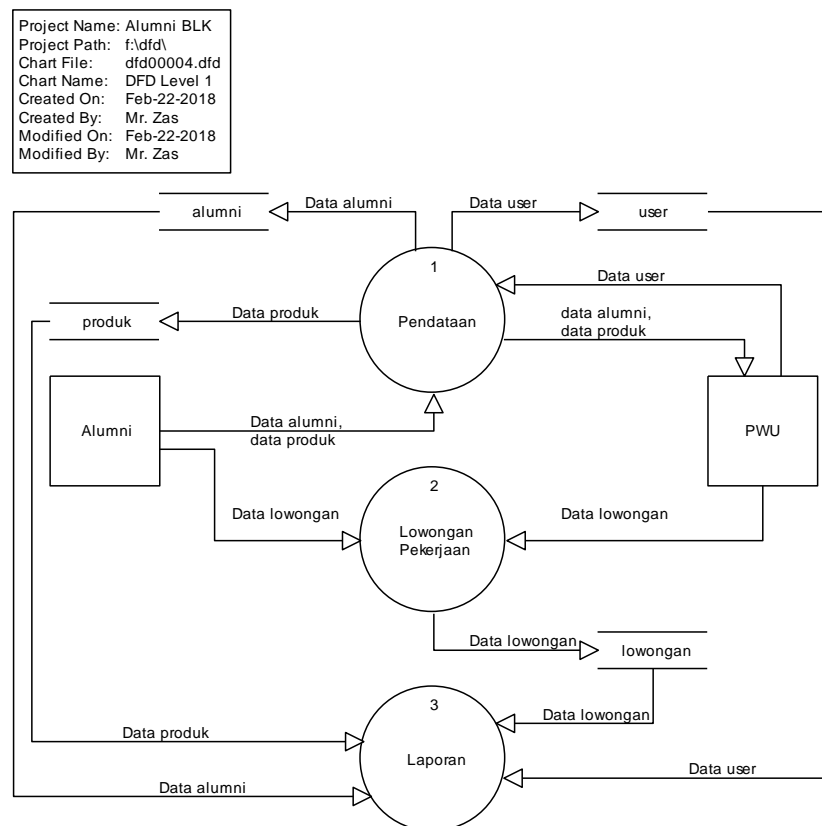 Project Name: Alumni BLK
Project Path: f:\dfd\
Chart File: dfd00004.dfd
Chart Name: DFD Level 1
Created On: Feb-22-2018
Created By: Mr. Zas
Modified On: Feb-22-2018
Modified By: Mr. Zas
alumni
Data alumni
Data user
user
1
Pendataan
Data user
produk
Data produk
data alumni,
data produk
Alumni
Data alumni,
data produk
PWU
2
Lowongan
Pekerjaan
Data lowongan
Data lowongan
Data lowongan
lowongan
3
Laporan
Data lowongan
Data produk
Data user
Data alumni